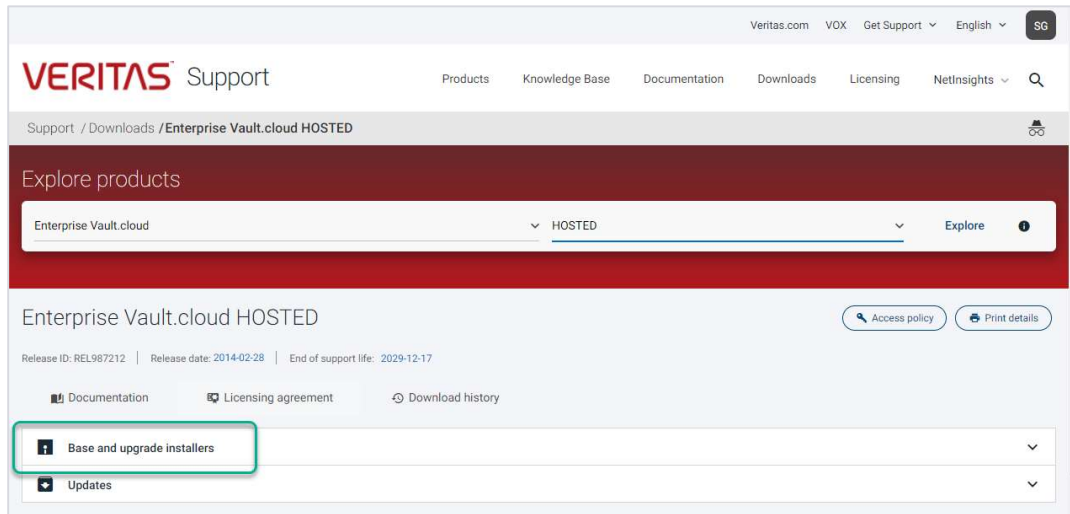 Veritas.com VOX Get Support English SG
VERITAS™ Support Products Knowledge Base Documentation Downloads Licensing NetInsights
Support / Downloads / Enterprise Vault.cloud HOSTED
Explore products
Enterprise Vault.cloud HOSTED Explore
Enterprise Vault.cloud HOSTED Access policy Print details
Release ID: REL987212 | Release date: 2014-02-28 | End of support life: 2029-12-17
Documentation Licensing agreement Download history
Base and upgrade installers
Updates